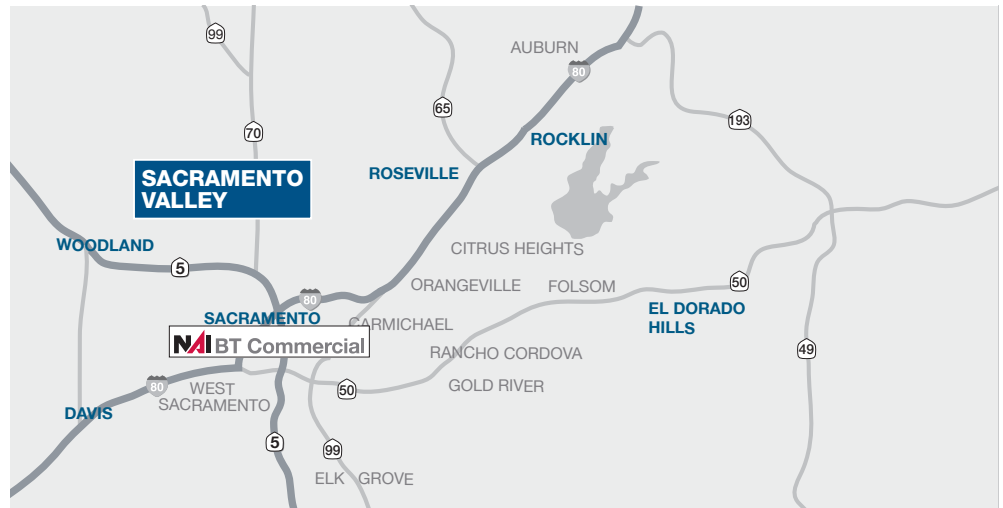 99
AUBURN
80
65
193
70
ROCKLIN
ROSEVILLE
SACRAMENTO
VALLEY
WOODLAND
CITRUS HEIGHTS
5
ORANGEVILLE
FOLSOM
50
80
EL DORADO
HILLS
SACRAMENTO
CARMICHAEL
NAI BT Commercial
RANCHO CORDOVA
49
GOLD RIVER
80
WEST
SACRAMENTO
50
DAVIS
5
99
ELK GROVE